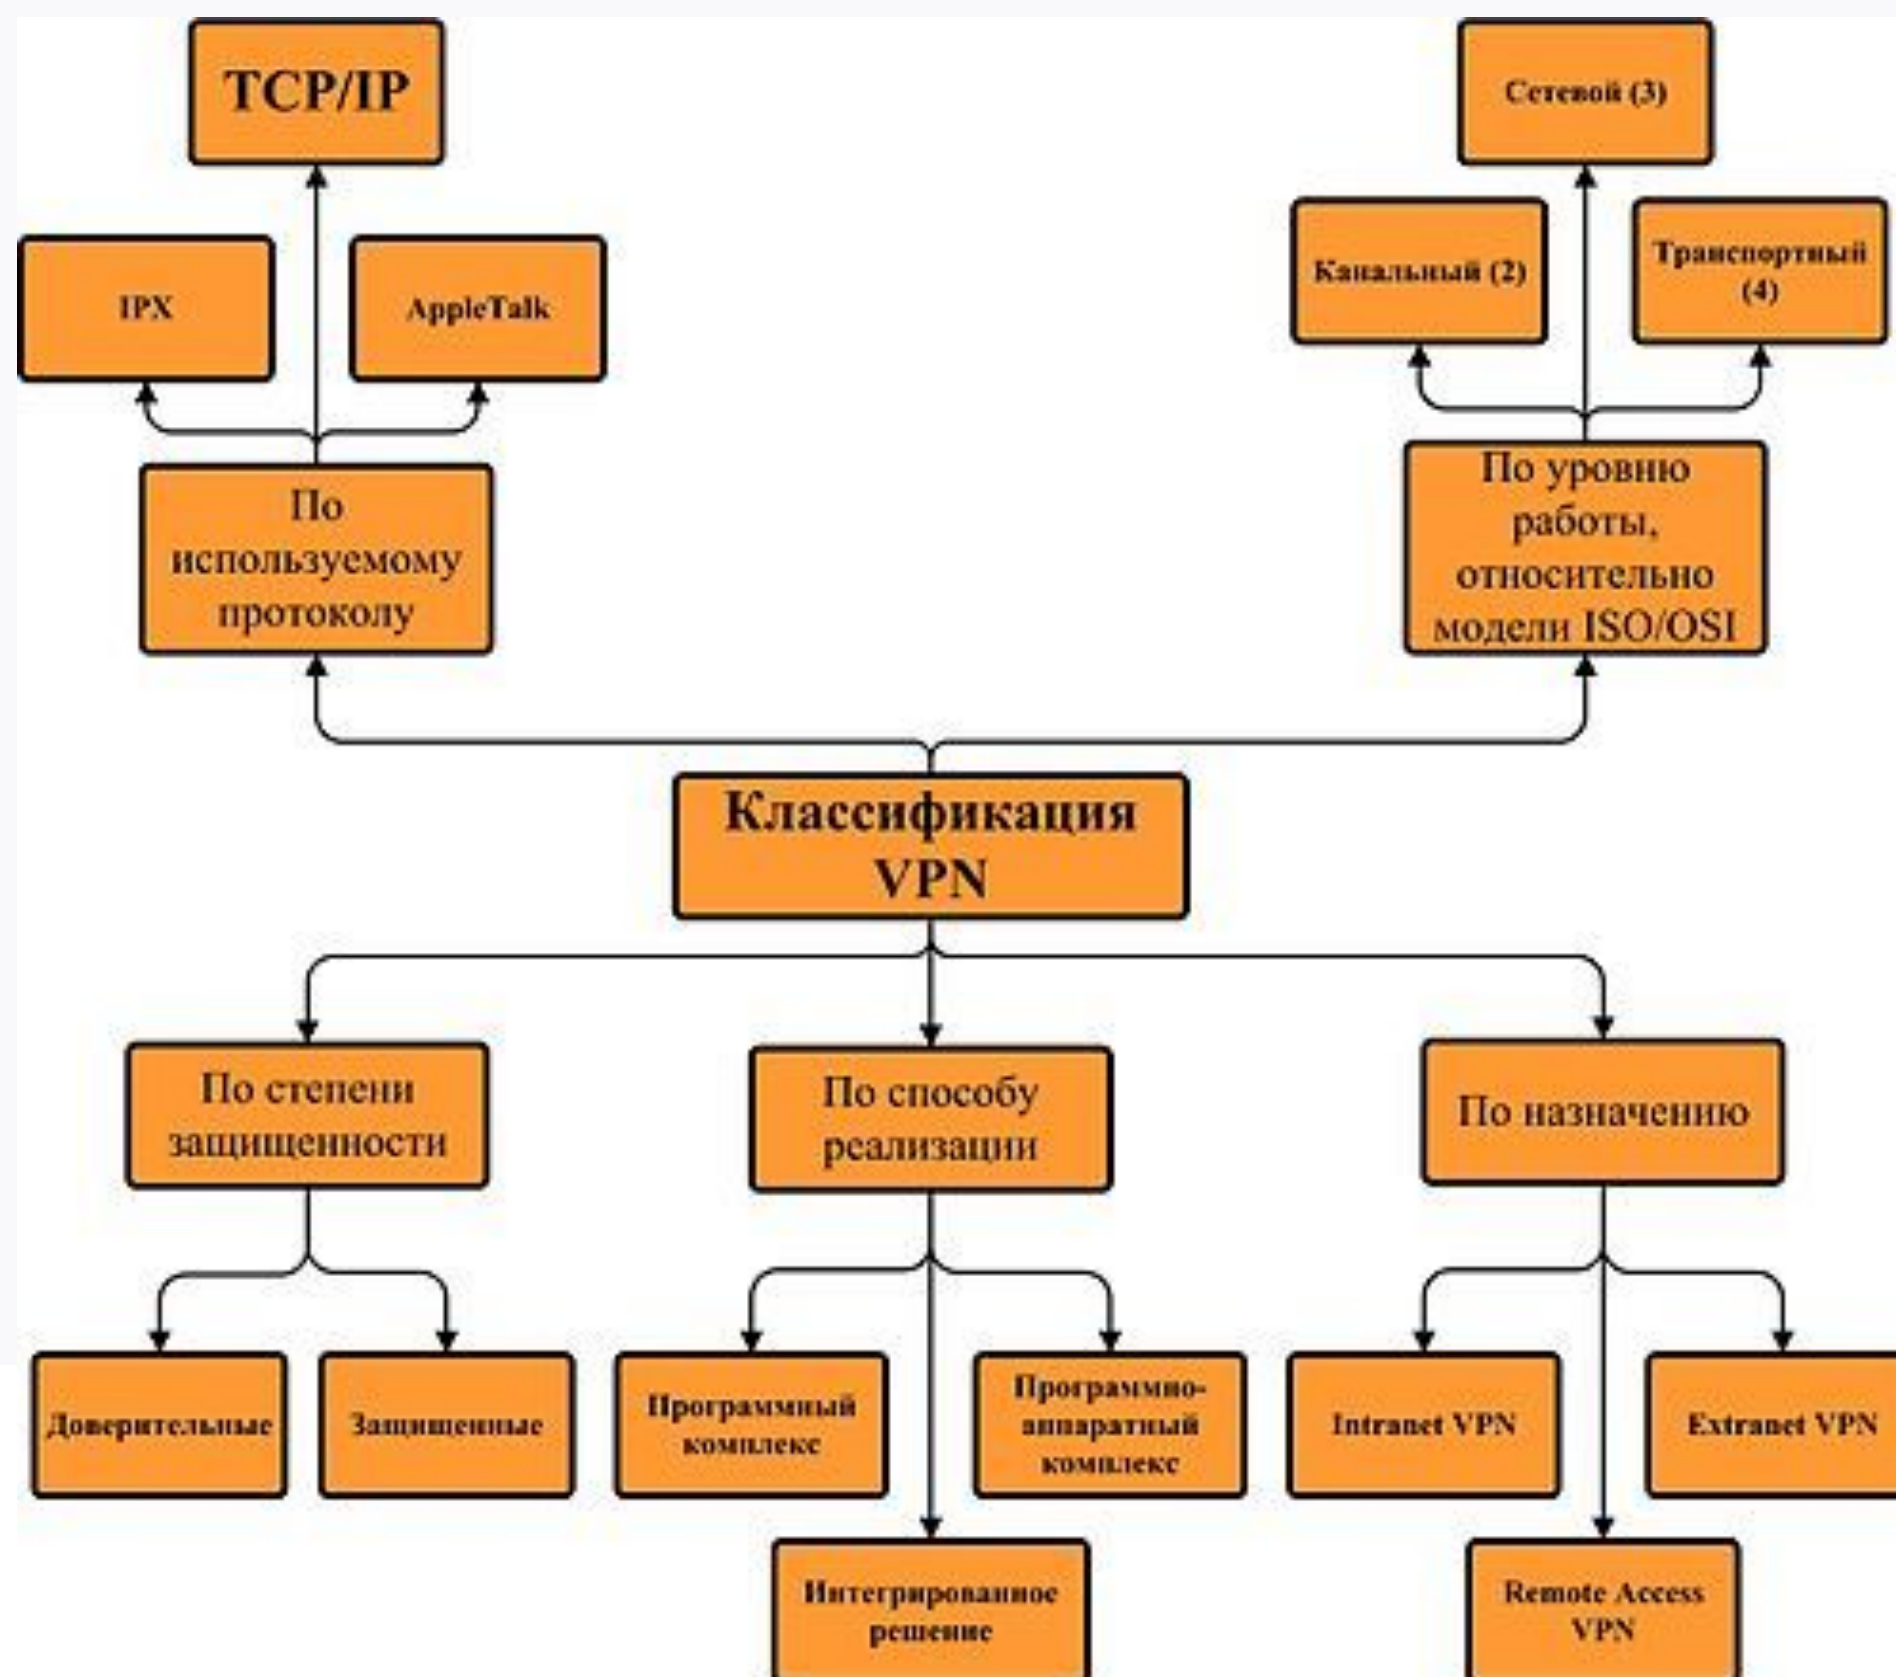 TCP/IP
Сетевой (3)
IPX
AppleTalk
Канальный (2)
Транспортный
(4)
По
используемому
протоколу
По уровню
работы,
относительно
модели ISO/OSI
Классификация
VPN
По степени
защищенности
По способу
реализации
По назначению
Доверительные
Защищенные
Программный
комплекс
Программно-
аппаратный
комплекс
Intranet VPN
Extranet VPN
Интегрированное
решение
Remote Access
VPN